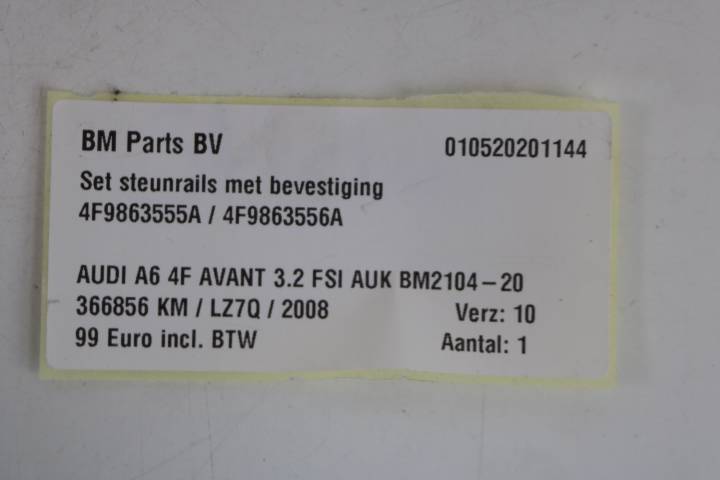 BM Parts BV 010520201144
Set steunrails met bevestiging
4F9863555A / 4F9863556A
AUDI A6 4F AVANT 3.2 FSI AUK BM2104-20
366856 KM / LZ7Q / 2008 Verz: 10
99 Euro incl. BTW Aantal: 1